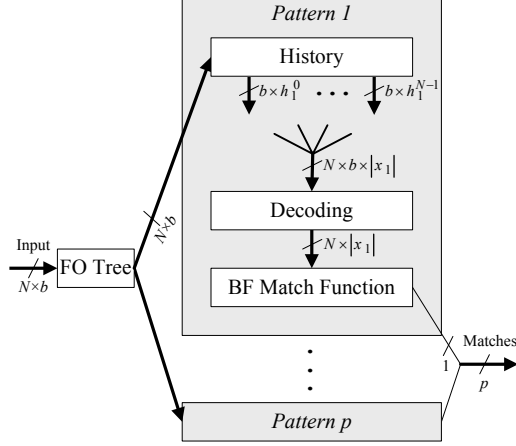 Pattern 1
History
b × h₁⁰ • • • b × h₁ᴺ⁻¹
N × b × |x₁|
Decoding
N × |x₁|
BF Match Function
N×b
Input
N×b
FO Tree
1
Matches
p
Pattern p